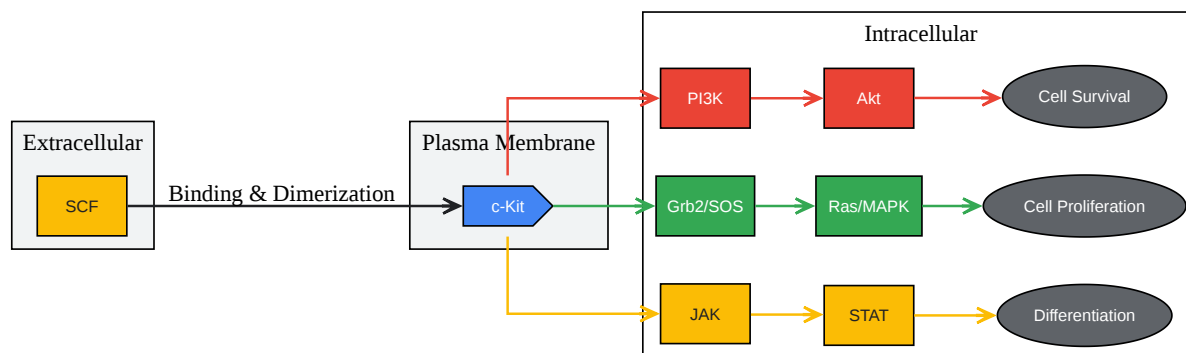 Intracellular
PI3K
Akt
Cell Survival
Extracellular
SCF
Binding & Dimerization
Plasma Membrane
c-Kit
Grb2/SOS
Ras/MAPK
Cell Proliferation
JAK
STAT
Differentiation